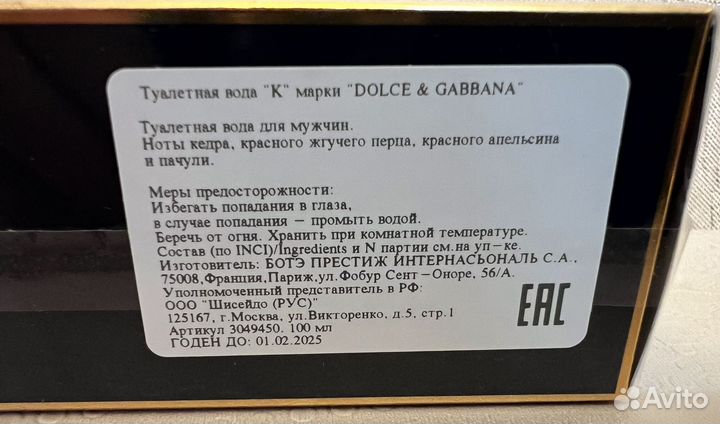 Туалетная вода "К" марки "DOLCE & GABBANA"
Туалетная вода для мужчин.
Ноты кедра, красного жгучего перца, красного апельсина
и пачули.
Меры предосторожности:
Избегать попадания в глаза,
в случае попадания – промыть водой.
Беречь от огня. Хранить при комнатной температуре.
Состав (по INCI)/Ingredients и N партии см.на уп-ке.
Изготовитель: БОТЭ ПРЕСТИЖ ИНТЕРНАСЬОНАЛЬ С.А.,
75008,Франция,Париж,ул.Фобур Сент-Оноре, 56/А.
Уполномоченный представитель в РФ:
ООО "Шисейдо (РУС)"
125167, г.Москва, ул.Викторенко, д.5, стр.1
Артикул 3049450. 100 мл
ГОДЕН ДО: 01.02.2025
EAC
Avito